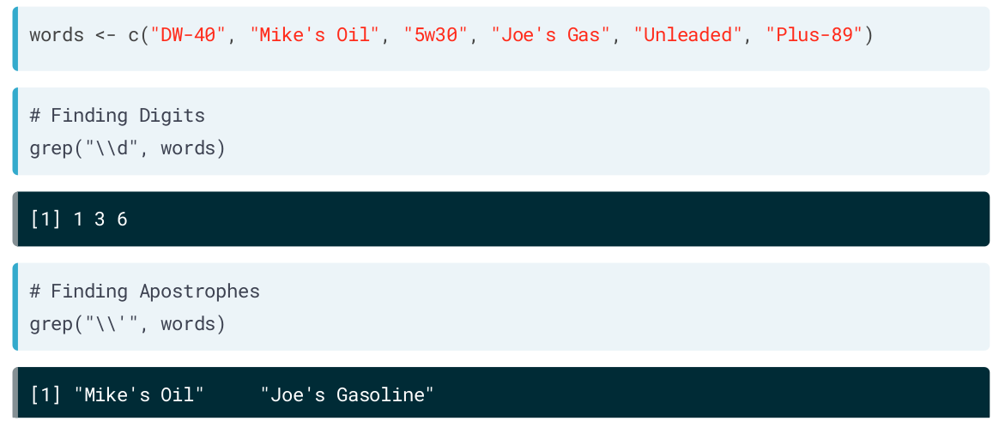 words <- c("DW-40", "Mike's Oil", "5w30", "Joe's Gas", "Unleaded", "Plus-89")
# Finding Digits
grep("\\d", words)
[1] 1 3 6
# Finding Apostrophes
grep("\\'", words)
[1] "Mike's Oil"     "Joe's Gasoline"